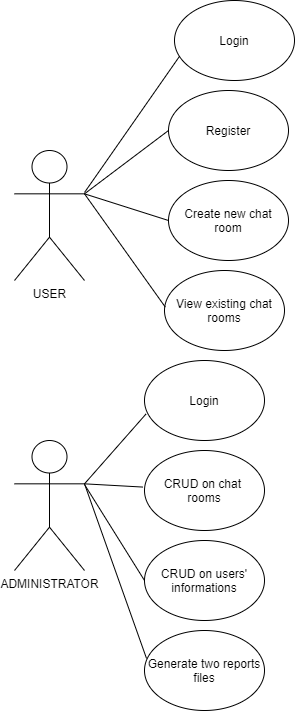 Login
Register
Create new chat
room
USER
View existing chat
rooms
Login
CRUD on chat
rooms
ADMINISTRATOR
CRUD on users'
informations
Generate two reports
files